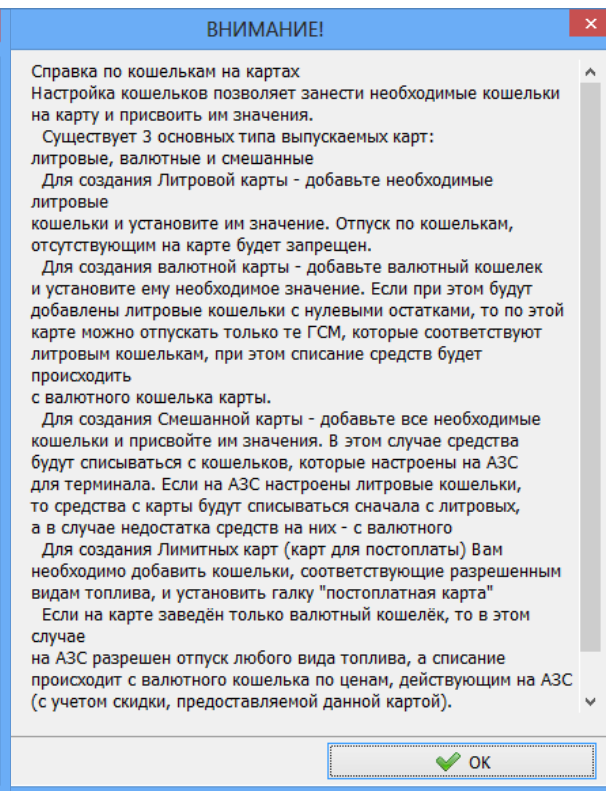 ВНИМАНИЕ!
Справка по кошелькам на картах
Настройка кошельков позволяет занести необходимые кошельки
на карту и присвоить им значения.
Существует 3 основных типа выпускаемых карт:
литровые, валютные и смешанные
Для создания Литровой карты - добавьте необходимые
литровые
кошельки и установите им значение. Отпуск по кошелькам,
отсутствующим на карте будет запрещен.
Для создания валютной карты - добавьте валютный кошелек
и установите ему необходимое значение. Если при этом будут
добавлены литровые кошельки с нулевыми остатками, то по этой
карте можно отпускать только те ГСМ, которые соответствуют
литровым кошелькам, при этом списание средств будет
происходить
с валютного кошелька карты.
Для создания Смешанной карты - добавьте все необходимые
кошельки и присвойте им значения. В этом случае средства
будут списываться с кошельков, которые настроены на АЗС
для терминала. Если на АЗС настроены литровые кошельки,
то средства с карты будут списываться сначала с литровых,
а в случае недостатка средств на них - с валютного
Для создания Лимитных карт (карт для постоплаты) Вам
необходимо добавить кошельки, соответствующие разрешенным
видам топлива, и установить галку "постоплатная карта"
Если на карте заведён только валютный кошелёк, то в этом
случае
на АЗС разрешен отпуск любого вида топлива, а списание
происходит с валютного кошелька по ценам, действующим на АЗС
(с учетом скидки, предоставляемой данной картой).
ОК